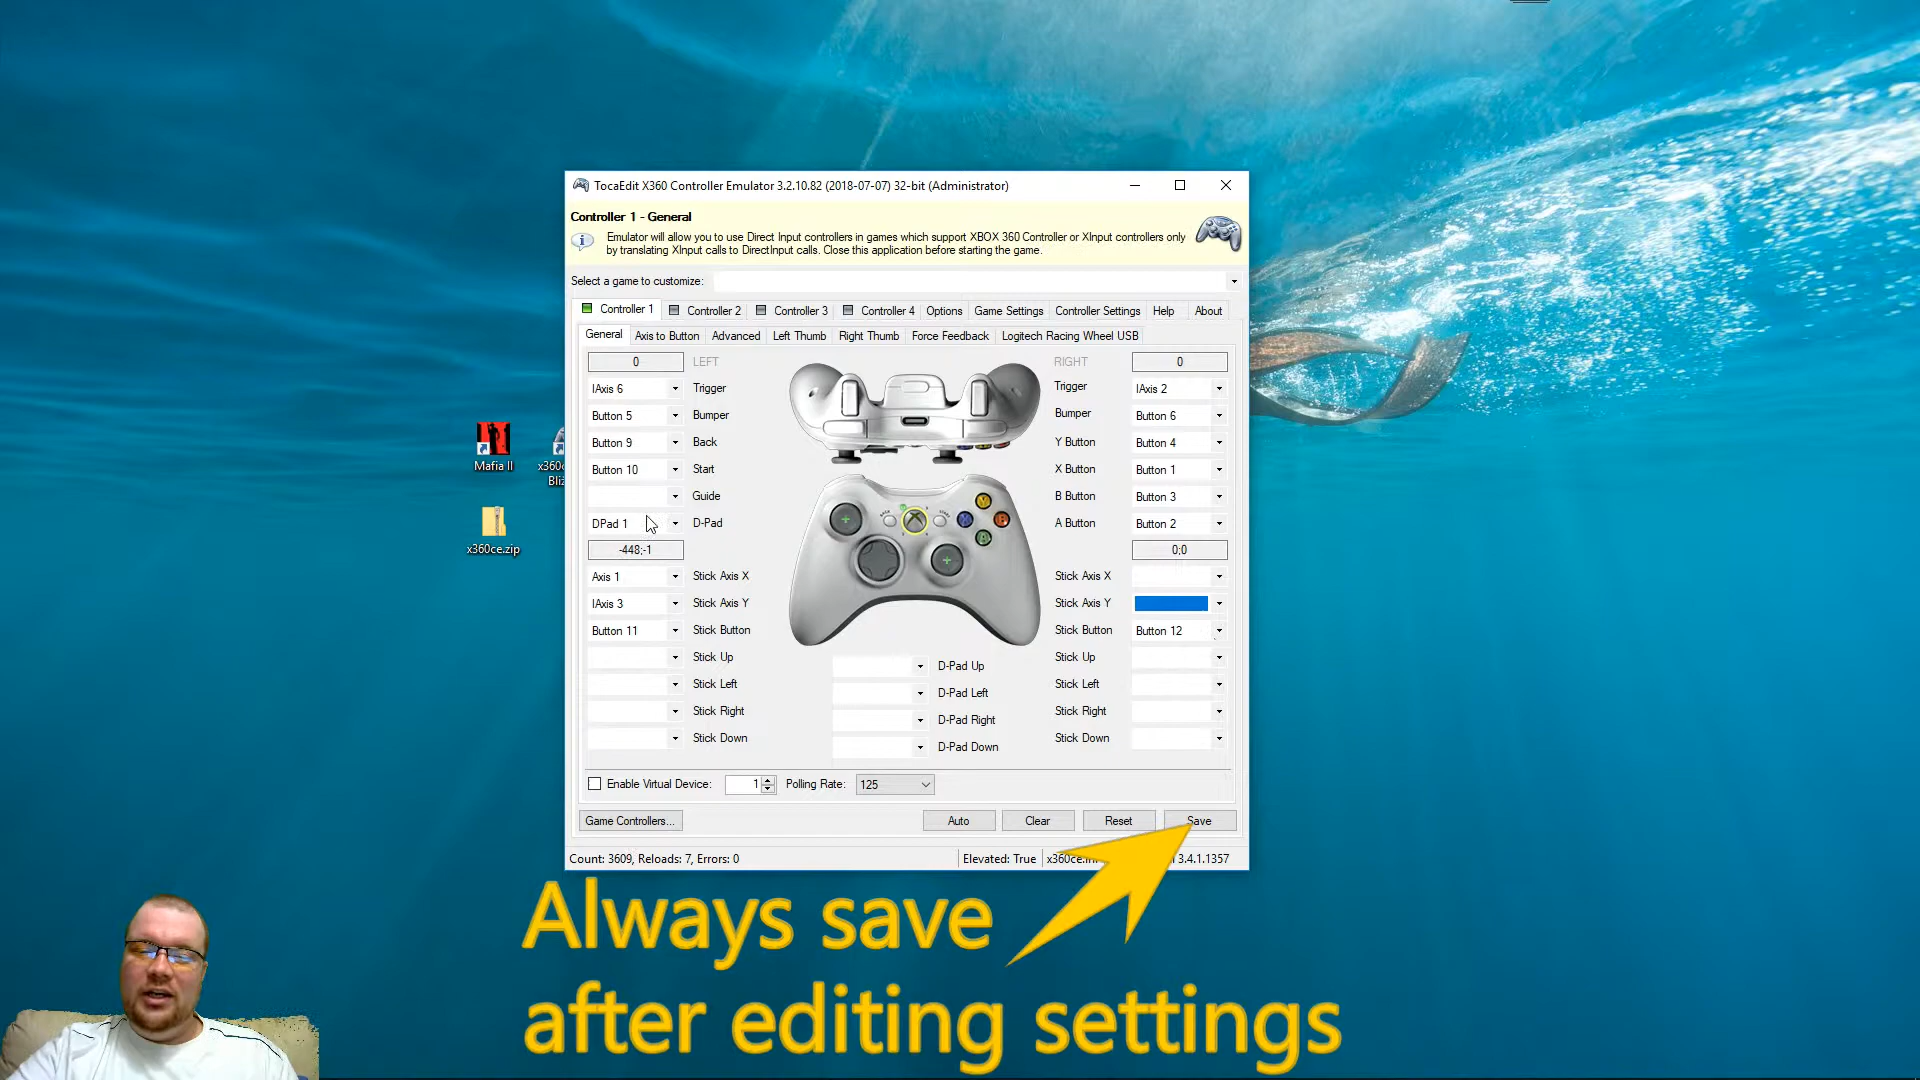 TocaEdit X360 Controller Emulator 3.2.10.82 (2018-07-07) 32-bit (Administrator)
Controller 1 - General
Emulator will allow you to use Direct Input controllers in games which support XBOX 360 Controller or XInput controllers only
by translating XInput calls to DirectInput calls. Close this application before starting the game.
Select a game to customize:
Controller 1 Controller 2 Controller 3 Controller 4 Options Game Settings Controller Settings Help About
General Axis to Button Advanced Left Thumb Right Thumb Force Feedback Logitech Racing Wheel USB
0 LEFT RIGHT 0
IAxis 6 Trigger Trigger IAxis 2
Button 5 Bumper Bumper Button 6
Button 9 Back Y Button Button 4
Button 10 Start X Button Button 1
Guide B Button Button 3
DPad 1 D-Pad A Button Button 2
-448;-1 0;0
Axis 1 Stick Axis X Stick Axis X
IAxis 3 Stick Axis Y Stick Axis Y
Button 11 Stick Button Stick Button Button 12
Stick Up D-Pad Up Stick Up
Stick Left D-Pad Left Stick Left
Stick Right D-Pad Right Stick Right
Stick Down D-Pad Down Stick Down
Enable Virtual Device: 1 Polling Rate: 125
Game Controllers... Auto Clear Reset Save
Count: 3609, Reloads: 7, Errors: 0 Elevated: True 3.4.1.1357
Mafia II
x360ce.zip
Always save
after editing settings